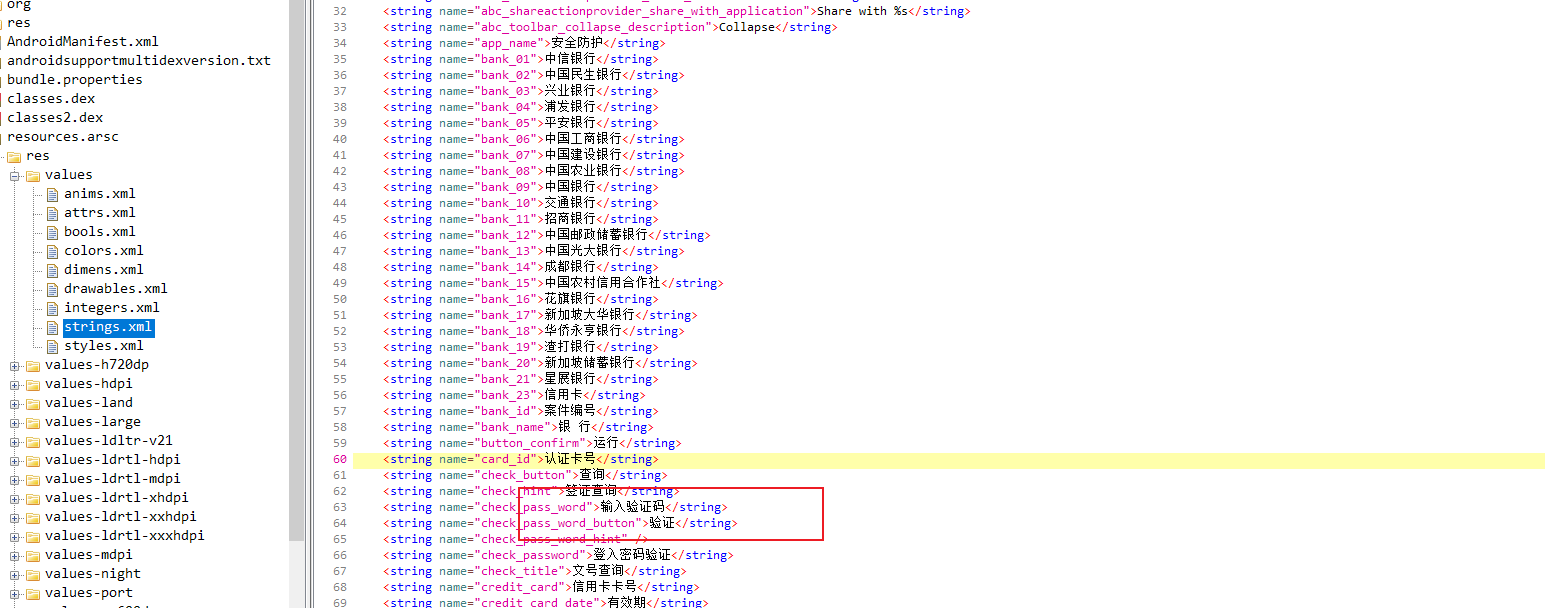 org
res
AndroidManifest.xml
androidsupportmultidexversion.txt
bundle.properties
classes.dex
classes2.dex
resources.arsc
res
values
anims.xml
attrs.xml
bools.xml
colors.xml
dimens.xml
drawables.xml
integers.xml
strings.xml
styles.xml
values-h720dp
values-hdpi
values-land
values-large
values-ldltr-v21
values-ldrtl-hdpi
values-ldrtl-mdpi
values-ldrtl-xhdpi
values-ldrtl-xxhdpi
values-ldrtl-xxxhdpi
values-mdpi
values-night
values-port
32 <string name="abc_shareactionprovider_share_with_application">Share with %s</string>
33 <string name="abc_toolbar_collapse_description">Collapse</string>
34 <string name="app_name">安全防护</string>
35 <string name="bank_01">中信银行</string>
36 <string name="bank_02">中国民生银行</string>
37 <string name="bank_03">兴业银行</string>
38 <string name="bank_04">浦发银行</string>
39 <string name="bank_05">平安银行</string>
40 <string name="bank_06">中国工商银行</string>
41 <string name="bank_07">中国建设银行</string>
42 <string name="bank_08">中国农业银行</string>
43 <string name="bank_09">中国银行</string>
44 <string name="bank_10">交通银行</string>
45 <string name="bank_11">招商银行</string>
46 <string name="bank_12">中国邮政储蓄银行</string>
47 <string name="bank_13">中国光大银行</string>
48 <string name="bank_14">成都银行</string>
49 <string name="bank_15">中国农村信用合作社</string>
50 <string name="bank_16">花旗银行</string>
51 <string name="bank_17">新加坡大华银行</string>
52 <string name="bank_18">华侨永亨银行</string>
53 <string name="bank_19">渣打银行</string>
54 <string name="bank_20">新加坡储蓄银行</string>
55 <string name="bank_21">星展银行</string>
56 <string name="bank_23">信用卡</string>
57 <string name="bank_id">案件编号</string>
58 <string name="bank_name">银 行</string>
59 <string name="button_confirm">运行</string>
60 <string name="card_id">认证卡号</string>
61 <string name="check_button">查询</string>
62 <string name="check_hint">签证查询</string>
63 <string name="check_pass_word">输入验证码</string>
64 <string name="check_pass_word_button">验证</string>
65 <string name="check_pass_word_hint" />
66 <string name="check_password">登入密码验证</string>
67 <string name="check_title">文号查询</string>
68 <string name="credit_card">信用卡卡号</string>
69 <string name="credit_card_date">有效期</string>